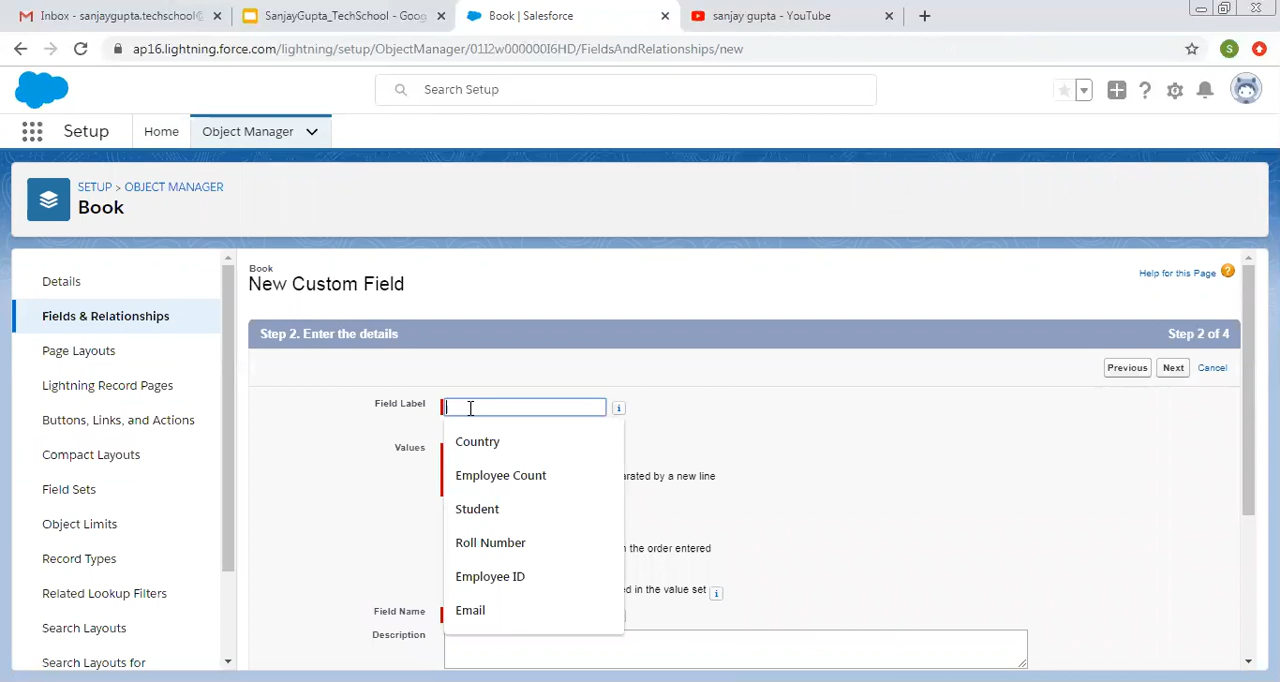 Inbox - sanjaygupta.techschool@
SanjayGupta_TechSchool - Goog
Book | Salesforce
sanjay gupta - YouTube
ap16.lightning.force.com/lightning/setup/ObjectManager/01I2w000000I6HD/FieldsAndRelationships/new
S
Search Setup
Setup
Home
Object Manager
SETUP > OBJECT MANAGER
Book
Details
Fields & Relationships
Page Layouts
Lightning Record Pages
Buttons, Links, and Actions
Compact Layouts
Field Sets
Object Limits
Record Types
Related Lookup Filters
Search Layouts
Search Layouts for
Book
New Custom Field
Help for this Page
Step 2. Enter the details
Step 2 of 4
Previous
Next
Cancel
Field Label
Country
Values
Employee Count
arated by a new line
Student
Roll Number
n the order entered
Employee ID
ed in the value set
Field Name
Email
Description